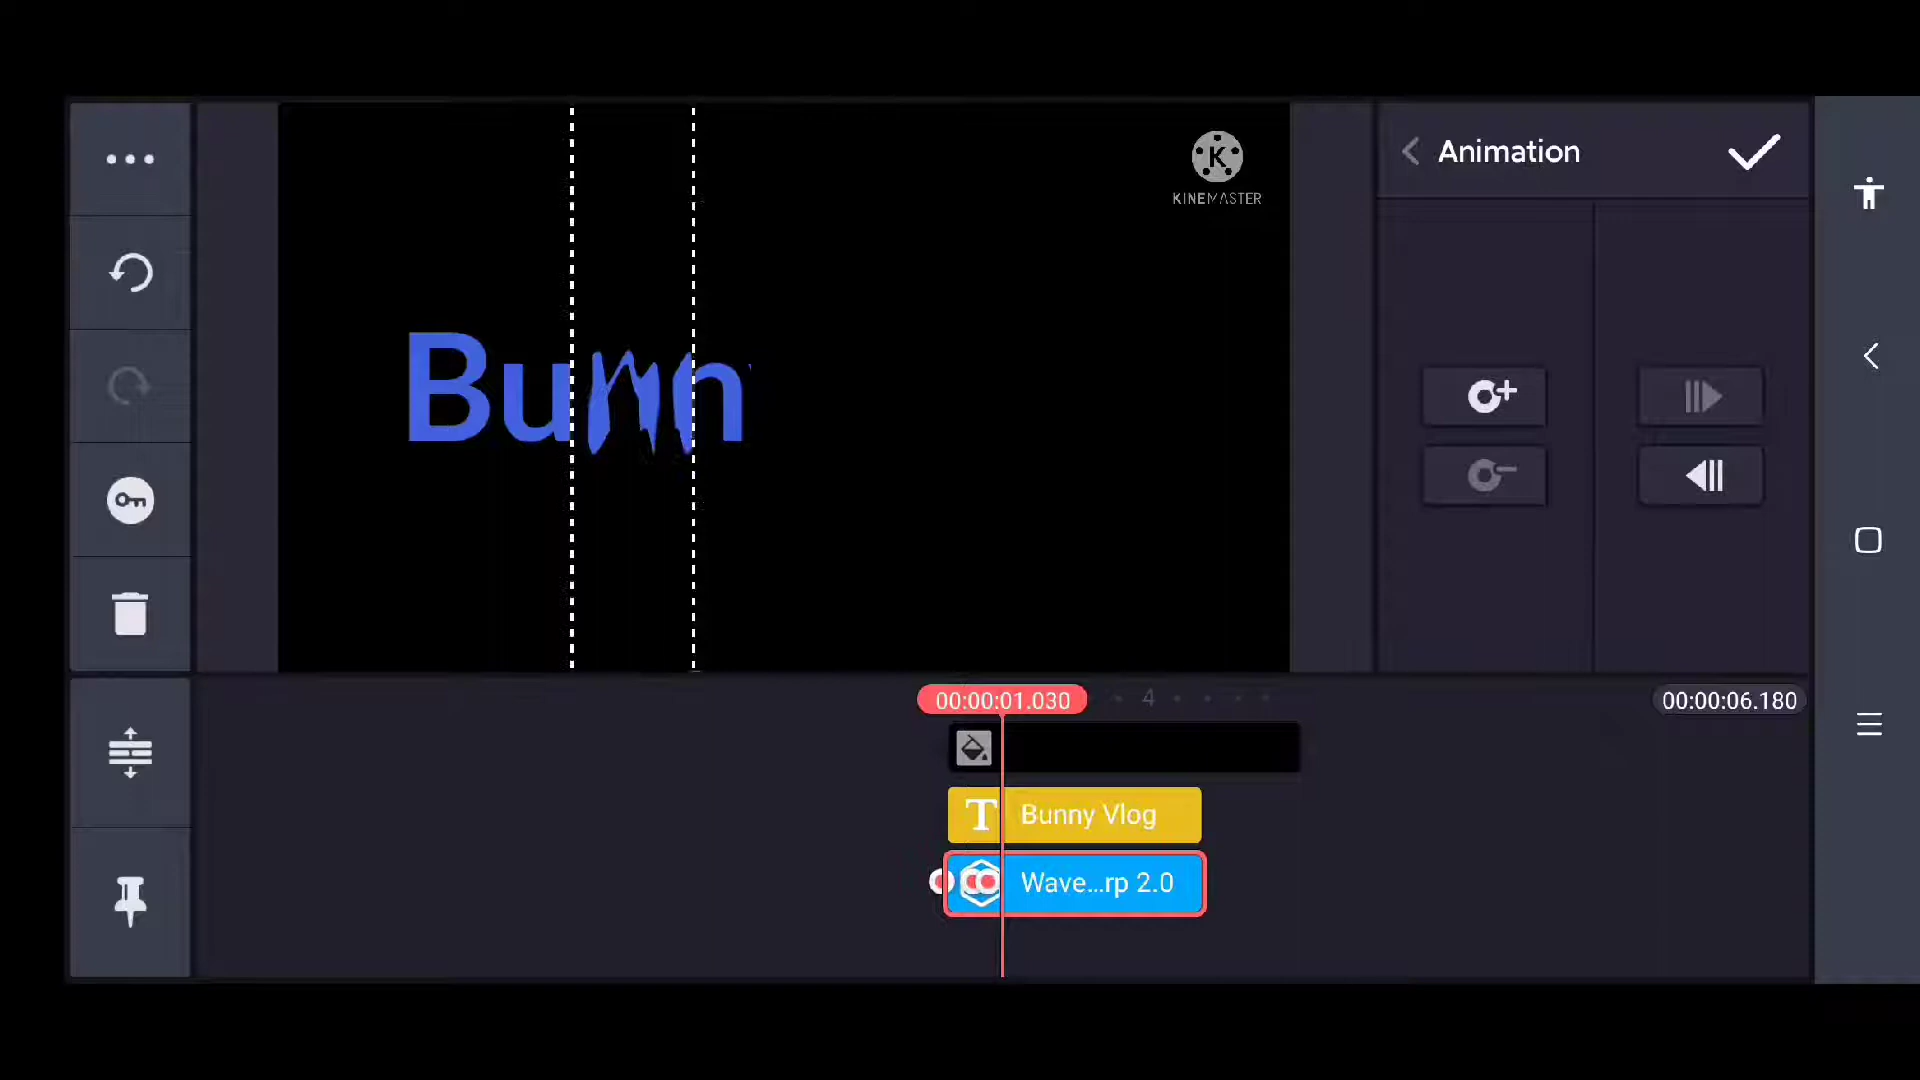 KINEMASTER
Animation
Bunn
00:00:01.030
4
00:00:06.180
T Bunny Vlog
Wave...rp 2.0